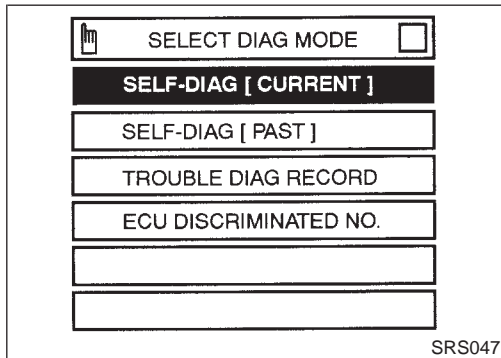 SELECT DIAG MODE
SELF-DIAG [ CURRENT ]
SELF-DIAG [ PAST ]
TROUBLE DIAG RECORD
ECU DISCRIMINATED NO.
SRS047